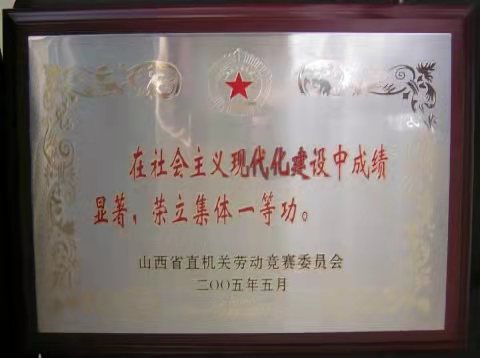 在社会主义现代化建设中成绩
显著，荣立集体一等功。
山西省直机关劳动竞赛委员会
二〇〇五年五月